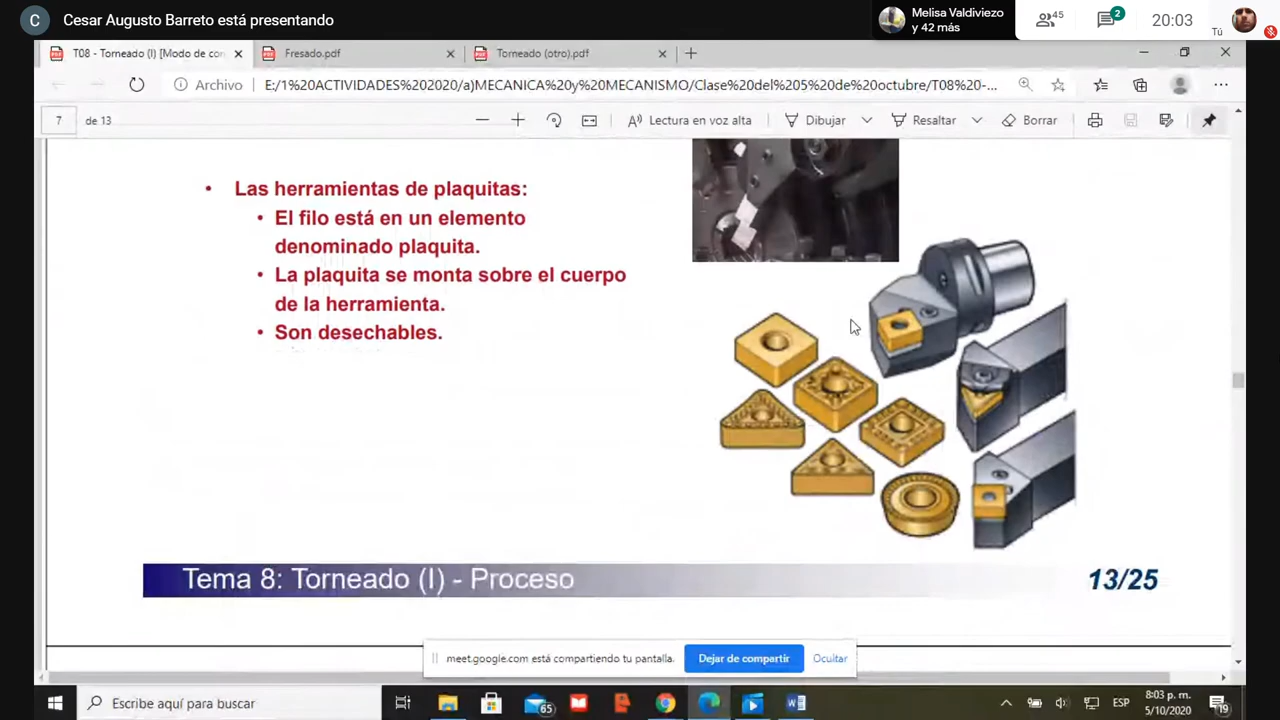 C Cesar Augusto Barreto está presentando
Melisa Valdiviezo
y 42 más
45
2
20:03
Tú
T08 - Torneado (I) [Modo de con
Fresado.pdf
Torneado (otro).pdf
Archivo
E:/1%20ACTIVIDADES%202020/a)MECANICA%20y%20MECANISMO/Clase%20del%205%20de%20octubre/T08%20-...
7 de 13
Lectura en voz alta
Dibujar
Resaltar
Borrar
• Las herramientas de plaquitas:
• El filo está en un elemento
denominado plaquita.
• La plaquita se monta sobre el cuerpo
de la herramienta.
• Son desechables.
Tema 8: Torneado (I) - Proceso
13/25
meet.google.com está compartiendo tu pantalla.
Dejar de compartir
Ocultar
Escribe aquí para buscar
65
ESP
8:03 p. m.
5/10/2020
19